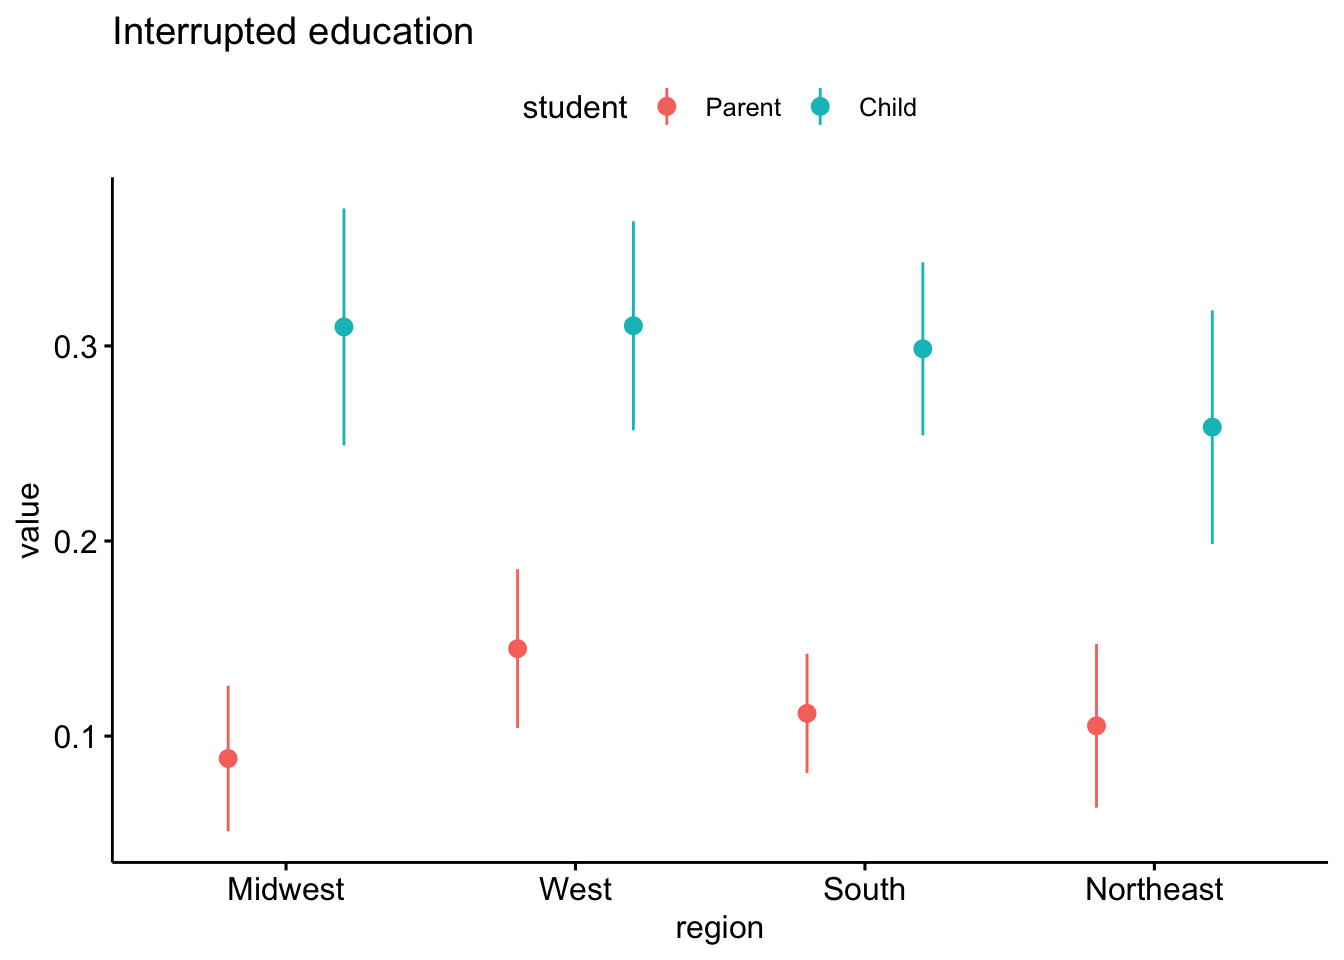 Interrupted education
student Parent Child
0.3
0.2
0.1
value
Midwest West South Northeast
region